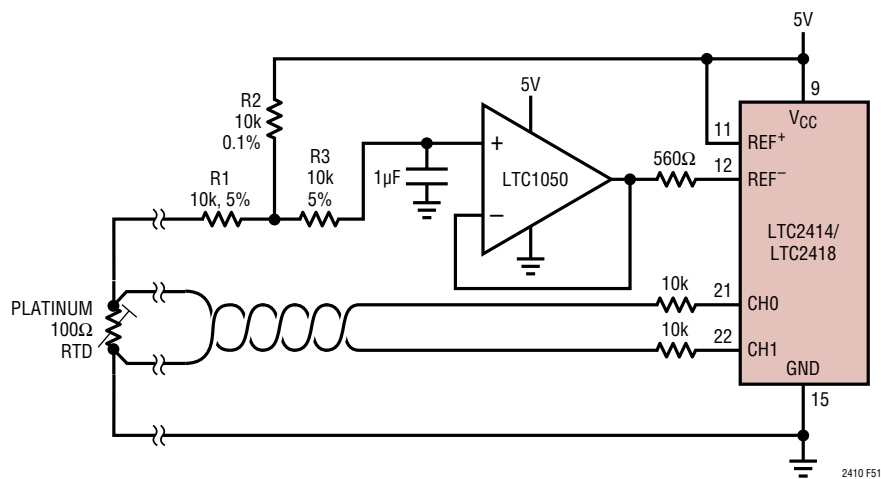 5V
R2
10k
0.1%
5V
9
VCC
11
REF+
R3
10k
5%
1µF
+
LTC1050
560Ω
12
REF−
R1
10k, 5%
−
LTC2414/
LTC2418
10k
21
CH0
PLATINUM
100Ω
RTD
10k
22
CH1
GND
15
2410 F51